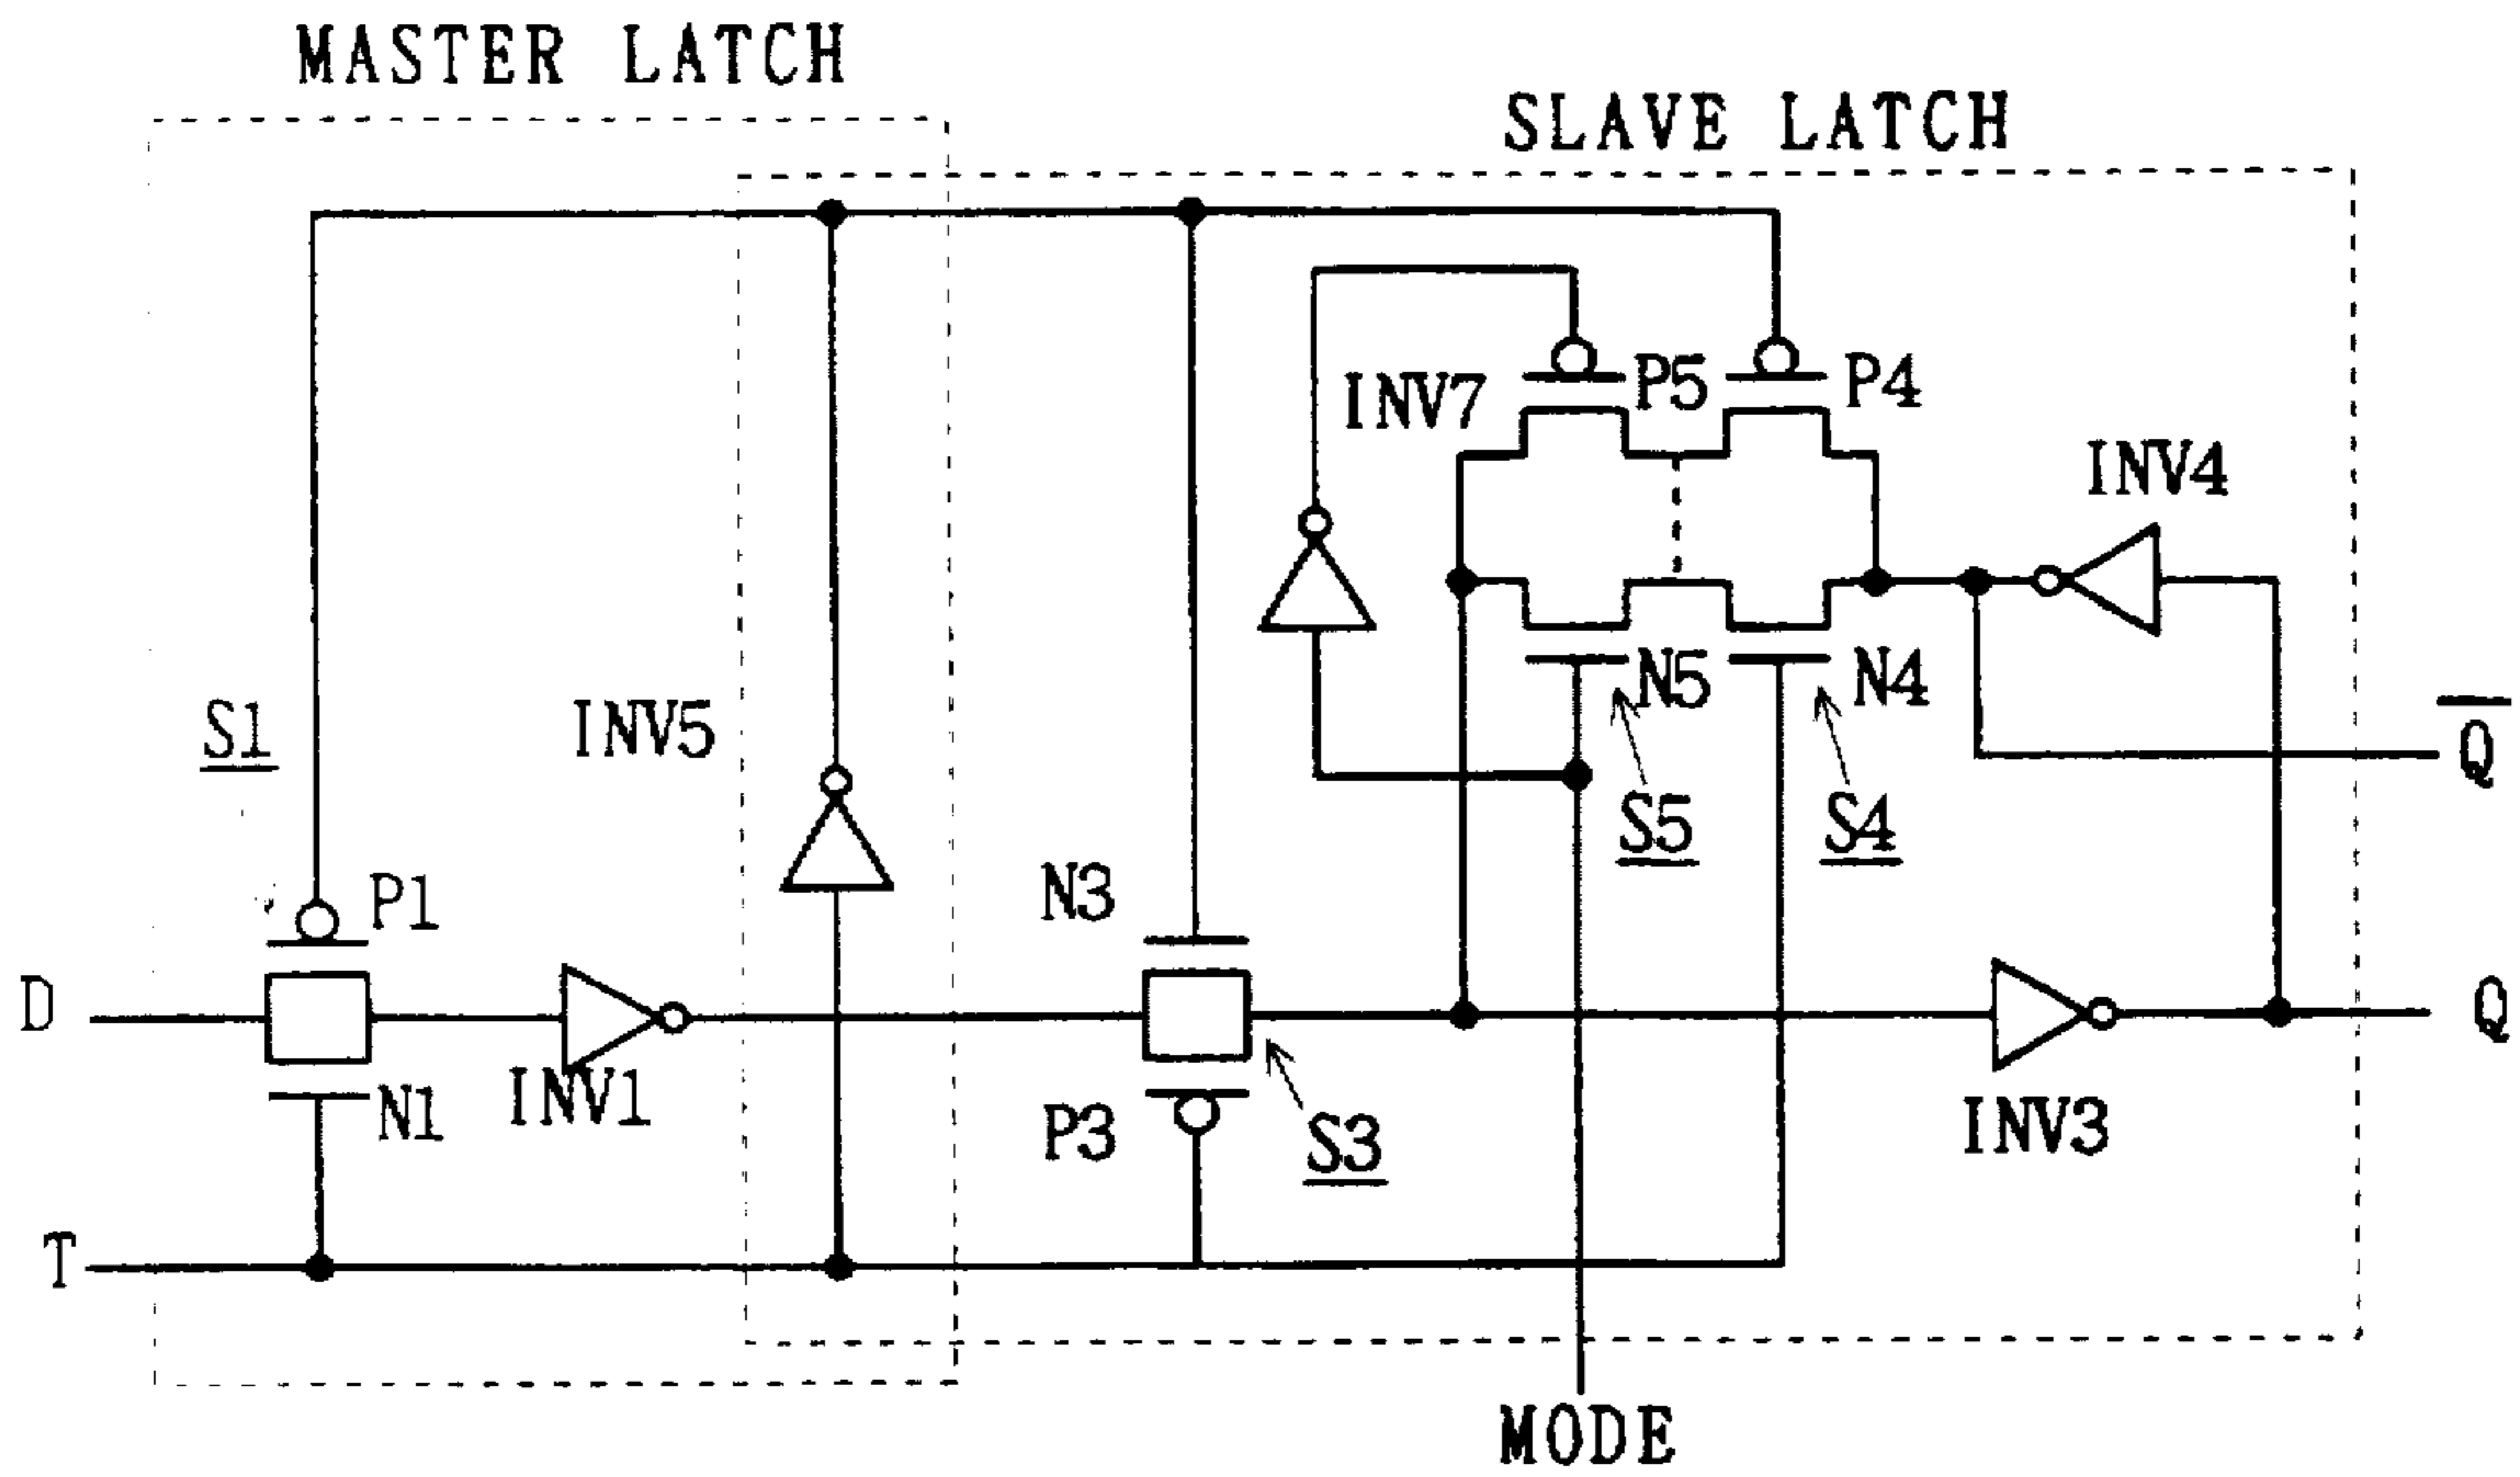 MASTER LATCH
SLAVE LATCH
INV7
P5
P4
INV4
S1
INV5
N5
N4
Q
S5
S4
P1
N3
D
INV1
N1
P3
S3
INV3
Q
T
MODE